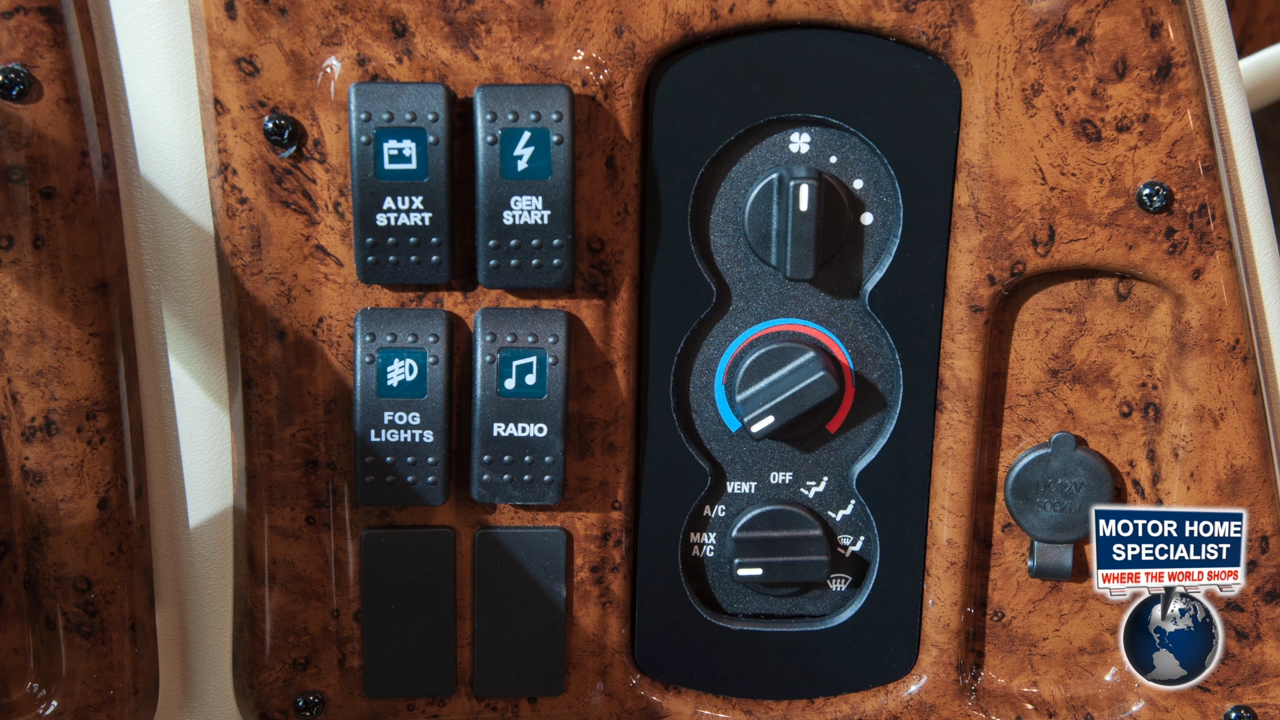 AUX
START
GEN
START
FOG
LIGHTS
RADIO
VENT
OFF
A/C
MAX
A/C
MOTOR HOME
SPECIALIST
WHERE THE WORLD SHOPS